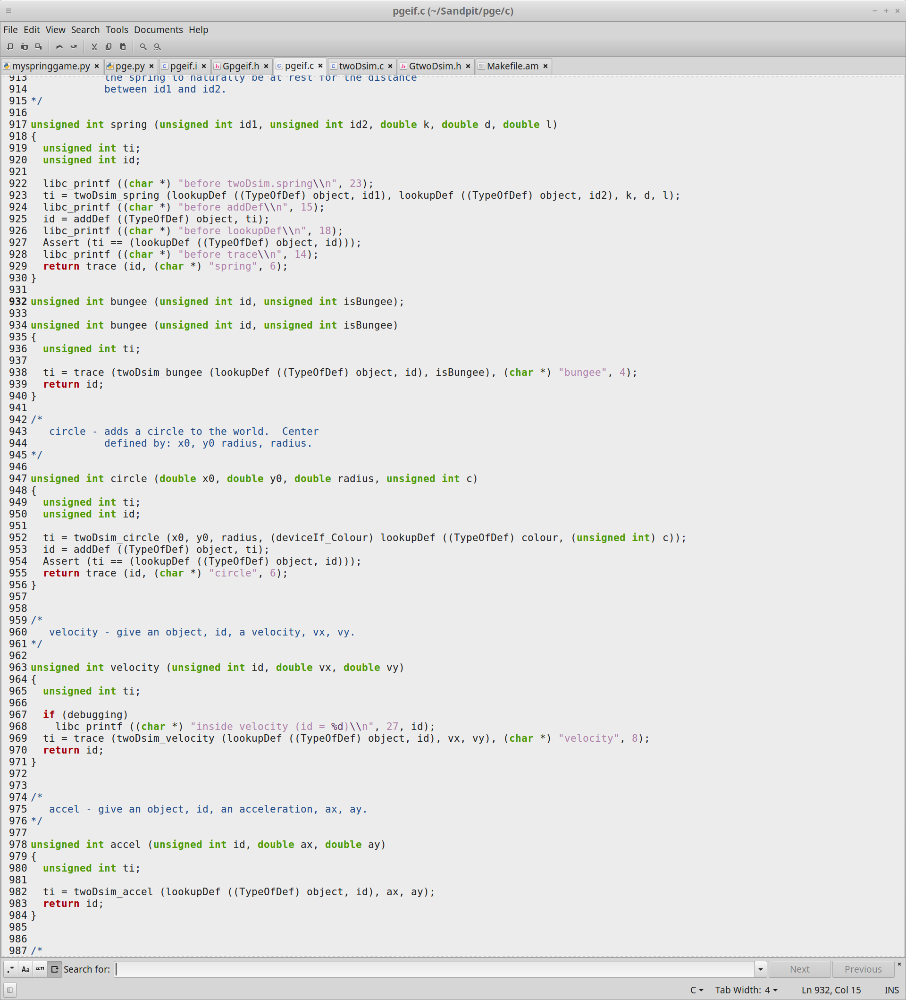 pgeif.c (~/Sandpit/pge/c)
File Edit View Search Tools Documents Help
myspringgame.py pge.py pgeif.i Gpgeif.h pgeif.c twoDsim.c GtwoDsim.h Makefile.am
913             the spring to naturally be at rest for the distance
914             between id1 and id2.
915 */
916
917 unsigned int spring (unsigned int id1, unsigned int id2, double k, double d, double l)
918 {
919   unsigned int ti;
920   unsigned int id;
921
922   libc_printf ((char *) "before twoDsim.spring\\n", 23);
923   ti = twoDsim_spring (lookupDef ((TypeOfDef) object, id1), lookupDef ((TypeOfDef) object, id2), k, d, l);
924   libc_printf ((char *) "before addDef\\n", 15);
925   id = addDef ((TypeOfDef) object, ti);
926   libc_printf ((char *) "before lookupDef\\n", 18);
927   Assert (ti == (lookupDef ((TypeOfDef) object, id)));
928   libc_printf ((char *) "before trace\\n", 14);
929   return trace (id, (char *) "spring", 6);
930 }
931
932 unsigned int bungee (unsigned int id, unsigned int isBungee);
933
934 unsigned int bungee (unsigned int id, unsigned int isBungee)
935 {
936   unsigned int ti;
937
938   ti = trace (twoDsim_bungee (lookupDef ((TypeOfDef) object, id), isBungee), (char *) "bungee", 4);
939   return id;
940 }
941
942 /*
943    circle - adds a circle to the world.  Center
944             defined by: x0, y0 radius, radius.
945 */
946
947 unsigned int circle (double x0, double y0, double radius, unsigned int c)
948 {
949   unsigned int ti;
950   unsigned int id;
951
952   ti = twoDsim_circle (x0, y0, radius, (deviceIf_Colour) lookupDef ((TypeOfDef) colour, (unsigned int) c));
953   id = addDef ((TypeOfDef) object, ti);
954   Assert (ti == (lookupDef ((TypeOfDef) object, id)));
955   return trace (id, (char *) "circle", 6);
956 }
957
958
959 /*
960    velocity - give an object, id, a velocity, vx, vy.
961 */
962
963 unsigned int velocity (unsigned int id, double vx, double vy)
964 {
965   unsigned int ti;
966
967   if (debugging)
968     libc_printf ((char *) "inside velocity (id = %d)\\n", 27, id);
969   ti = trace (twoDsim_velocity (lookupDef ((TypeOfDef) object, id), vx, vy), (char *) "velocity", 8);
970   return id;
971 }
972
973
974 /*
975    accel - give an object, id, an acceleration, ax, ay.
976 */
977
978 unsigned int accel (unsigned int id, double ax, double ay)
979 {
980   unsigned int ti;
981
982   ti = twoDsim_accel (lookupDef ((TypeOfDef) object, id), ax, ay);
983   return id;
984 }
985
986
987 /*
.* Aa “” Search for: Next Previous
C Tab Width: 4 Ln 932, Col 15 INS